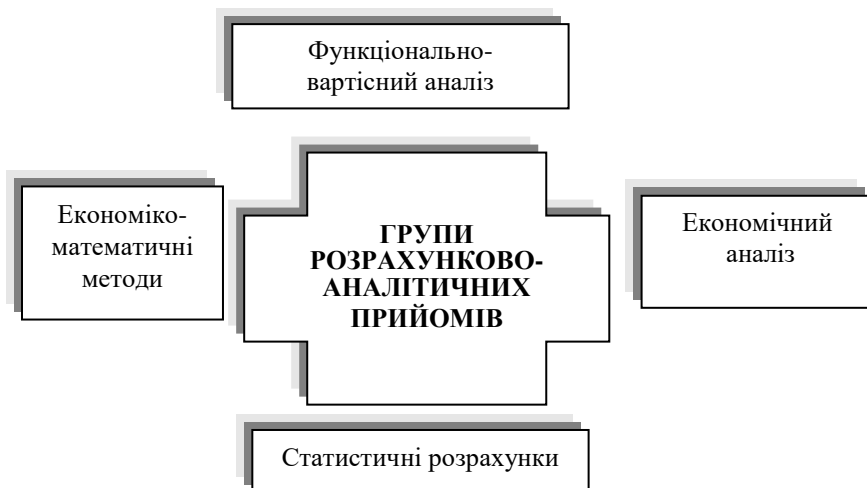 Функціонально-
вартісний аналіз
Економіко-
математичні
методи
ГРУПИ
РОЗРАХУНКОВО-
АНАЛІТИЧНИХ
ПРИЙОМІВ
Економічний
аналіз
Статистичні розрахунки